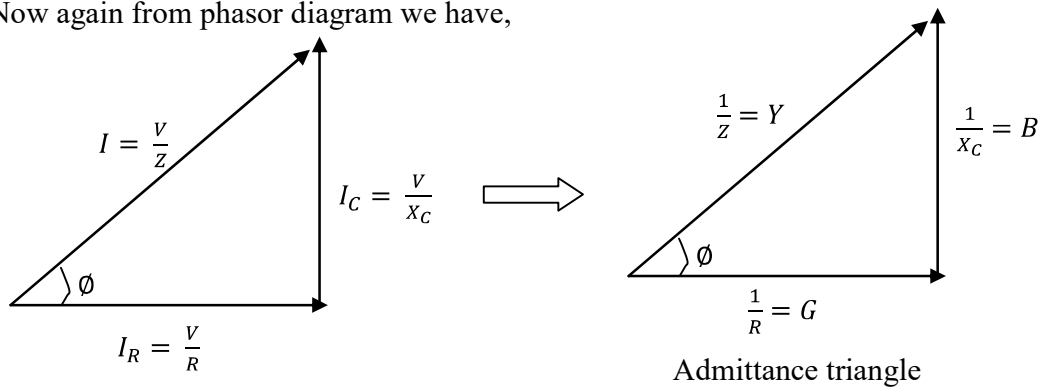 Now again from phasor diagram we have,
I = V/Z
I_C = V/X_C
∅
I_R = V/R
1/Z = Y
1/X_C = B
∅
1/R = G
Admittance triangle